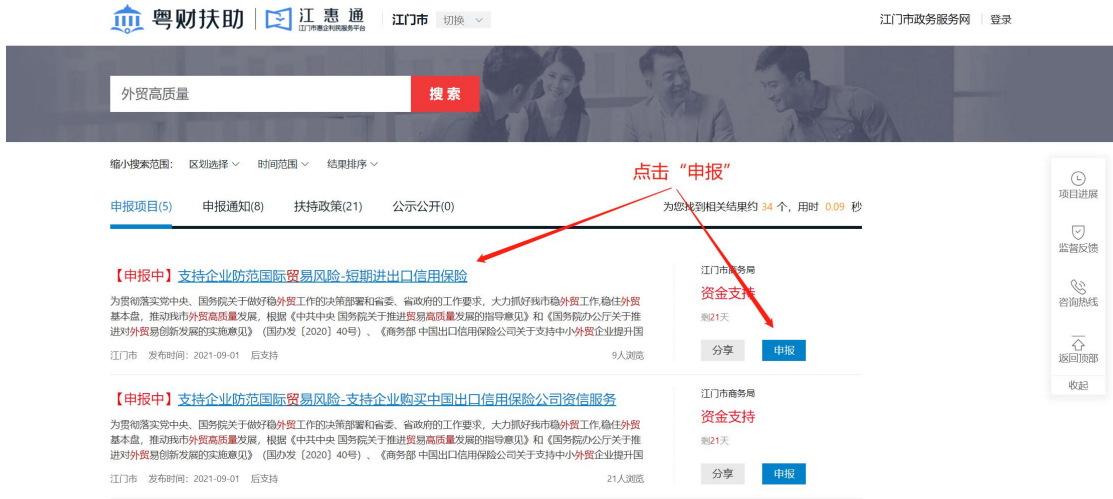 粤财扶助 江惠通 江门市惠企利民服务平台 江门市 切换 江门市政务服务网 登录
外贸高质量 搜索
缩小搜索范围： 区划选择 时间范围 结果排序
点击“申报”
申报项目(5) 申报通知(8) 扶持政策(21) 公示公开(0) 为您找到相关结果约 34 个，用时 0.09 秒
【申报中】支持企业防范国际贸易风险-短期进出口信用保险
为贯彻落实党中央、国务院关于做好稳外贸工作的决策部署和省委、省政府的工作要求，大力抓好我市稳外贸工作,稳住外贸
基本盘，推动我市外贸高质量发展，根据《中共中央 国务院关于推进贸易高质量发展的指导意见》和《国务院办公厅关于推
进对外贸易创新发展的实施意见》（国办发〔2020〕40号）、《商务部 中国出口信用保险公司关于支持中小外贸企业提升国
江门市 发布时间：2021-09-01 后支持 9人浏览
江门市商务局
资金支持
剩21天
分享 申报
【申报中】支持企业防范国际贸易风险-支持企业购买中国出口信用保险公司资信服务
为贯彻落实党中央、国务院关于做好稳外贸工作的决策部署和省委、省政府的工作要求，大力抓好我市稳外贸工作,稳住外贸
基本盘，推动我市外贸高质量发展，根据《中共中央 国务院关于推进贸易高质量发展的指导意见》和《国务院办公厅关于推
进对外贸易创新发展的实施意见》（国办发〔2020〕40号）、《商务部 中国出口信用保险公司关于支持中小外贸企业提升国
江门市 发布时间：2021-09-01 后支持 21人浏览
江门市商务局
资金支持
剩21天
分享 申报
项目进展
监督反馈
咨询热线
返回顶部
收起